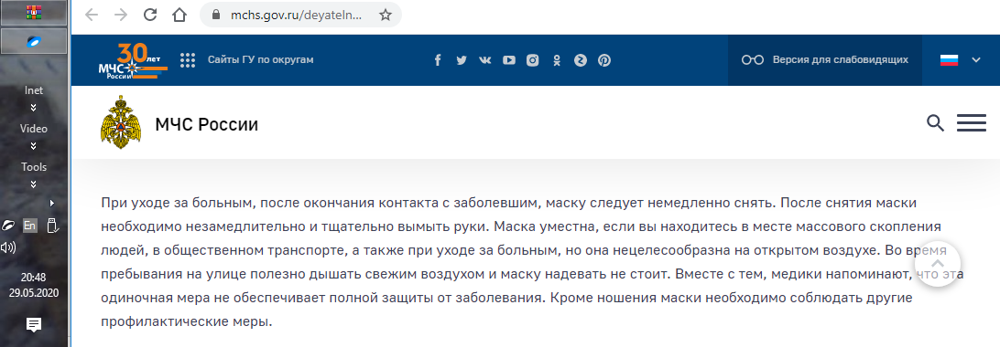 mchs.gov.ru/deyateln...
30 лет
МЧС
России
Сайты ГУ по округам
Версия для слабовидящих
МЧС России
Inet
Video
Tools
En
20:48
29.05.2020
При уходе за больным, после окончания контакта с заболевшим, маску следует немедленно снять. После снятия маски
необходимо незамедлительно и тщательно вымыть руки. Маска уместна, если вы находитесь в месте массового скопления
людей, в общественном транспорте, а также при уходе за больным, но она нецелесообразна на открытом воздухе. Во время
пребывания на улице полезно дышать свежим воздухом и маску надевать не стоит. Вместе с тем, медики напоминают, что эта
одиночная мера не обеспечивает полной защиты от заболевания. Кроме ношения маски необходимо соблюдать другие
профилактические меры.